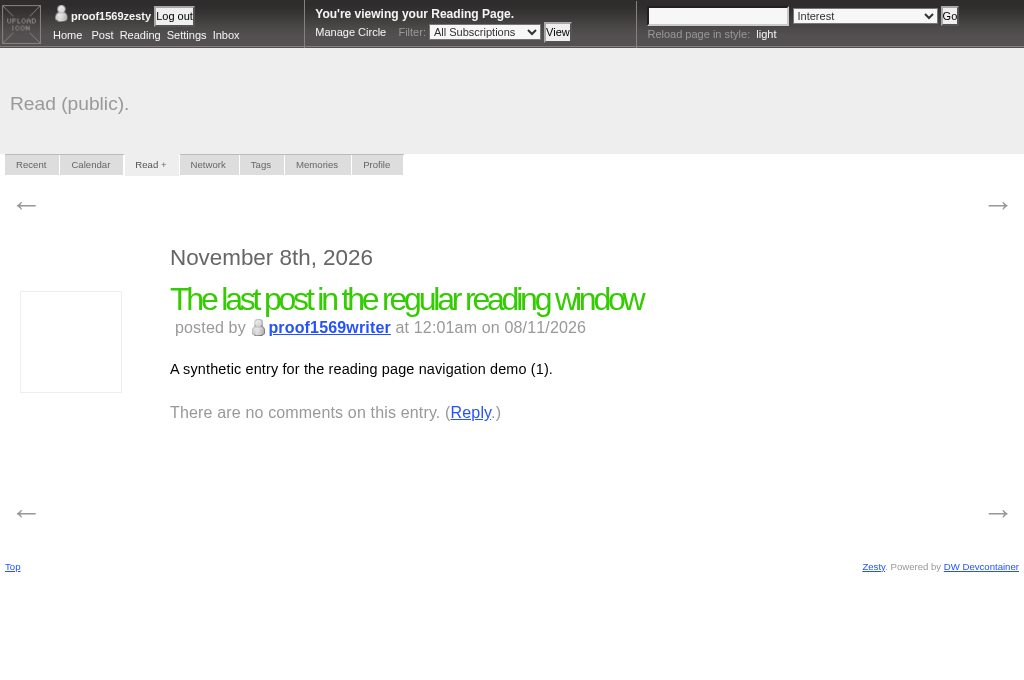 UPLOAD ICON
proof1569zesty Log out
Home Post Reading Settings Inbox
You're viewing your Reading Page.
Manage Circle Filter: All Subscriptions View
Interest Go
Reload page in style: light
Read (public).
Recent Calendar Read + Network Tags Memories Profile
← →
November 8th, 2026
The last post in the regular reading window
posted by proof1569writer at 12:01am on 08/11/2026
A synthetic entry for the reading page navigation demo (1).
There are no comments on this entry. (Reply.)
← →
Top Zesty. Powered by DW Devcontainer